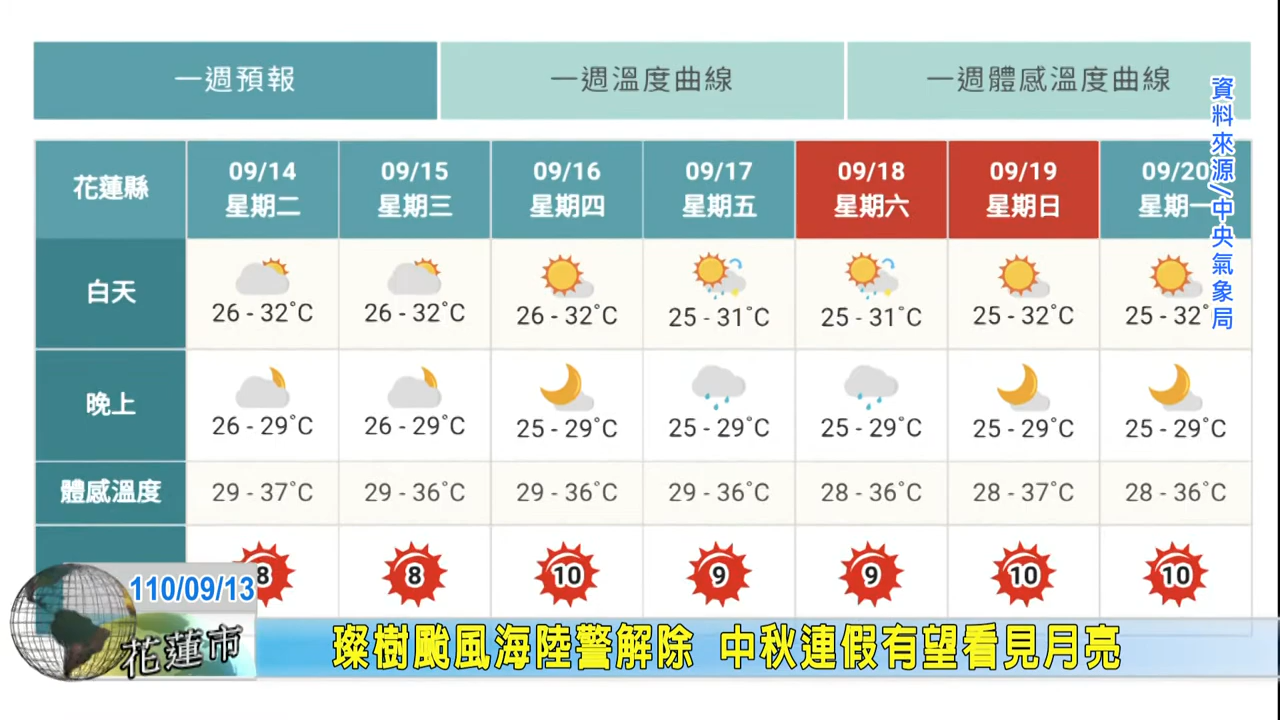 一週預報
一週溫度曲線
一週體感溫度曲線
資料來源/中央氣象局
花蓮縣
09/14 星期二
09/15 星期三
09/16 星期四
09/17 星期五
09/18 星期六
09/19 星期日
09/20 星期一
白天
26 - 32°C
26 - 32°C
26 - 32°C
25 - 31°C
25 - 31°C
25 - 32°C
25 - 32°
晚上
26 - 29°C
26 - 29°C
25 - 29°C
25 - 29°C
25 - 29°C
25 - 29°C
25 - 29°C
體感溫度
29 - 37°C
29 - 36°C
29 - 36°C
29 - 36°C
28 - 36°C
28 - 37°C
28 - 36°C
8
8
10
9
9
10
10
110/09/13
花蓮市
璨樹颱風海陸警解除 中秋連假有望看見月亮